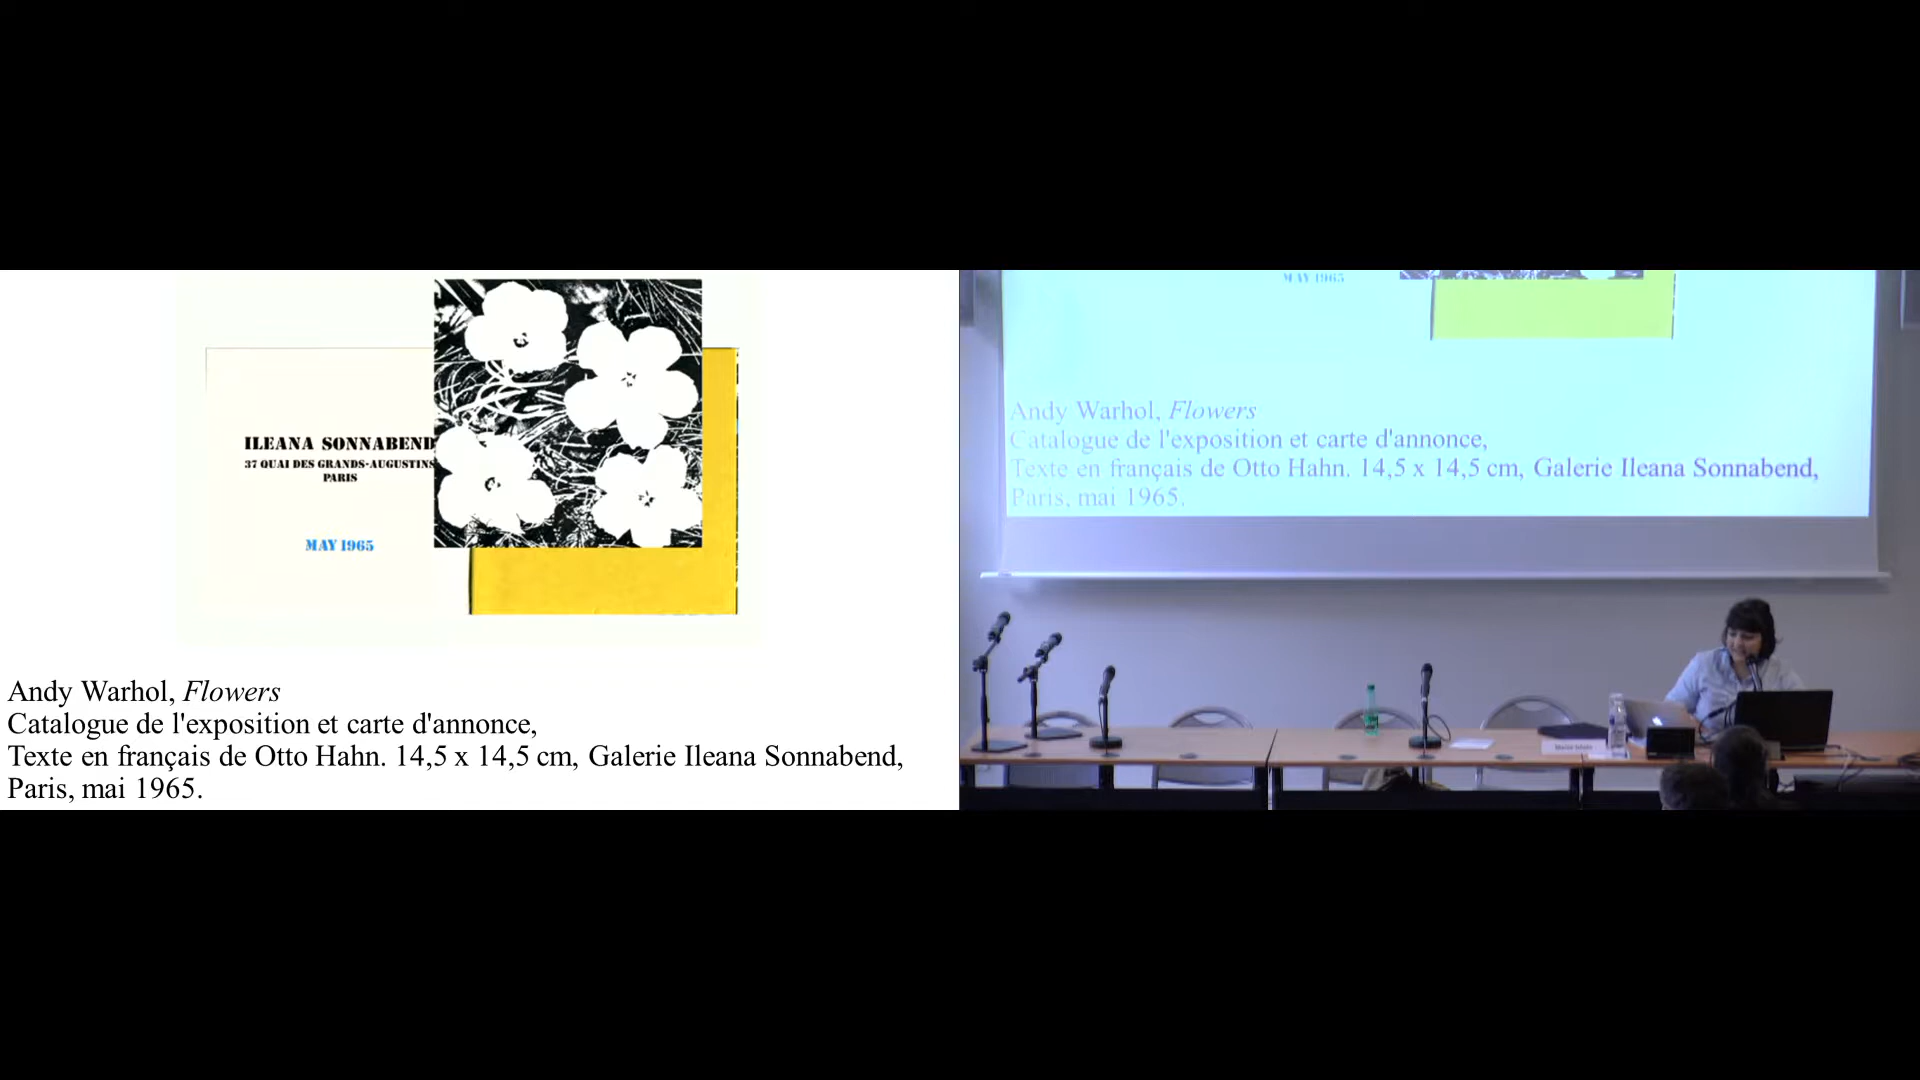 ILEANA SONNABEND
37 QUAI DES GRANDS-AUGUSTINS
PARIS
MAY 1965
Andy Warhol, Flowers
Catalogue de l'exposition et carte d'annonce,
Texte en français de Otto Hahn. 14,5 x 14,5 cm, Galerie Ileana Sonnabend,
Paris, mai 1965.
MAY 1965
Andy Warhol, Flowers
Catalogue de l'exposition et carte d'annonce,
Texte en français de Otto Hahn. 14,5 x 14,5 cm, Galerie Ileana Sonnabend,
Paris, mai 1965.